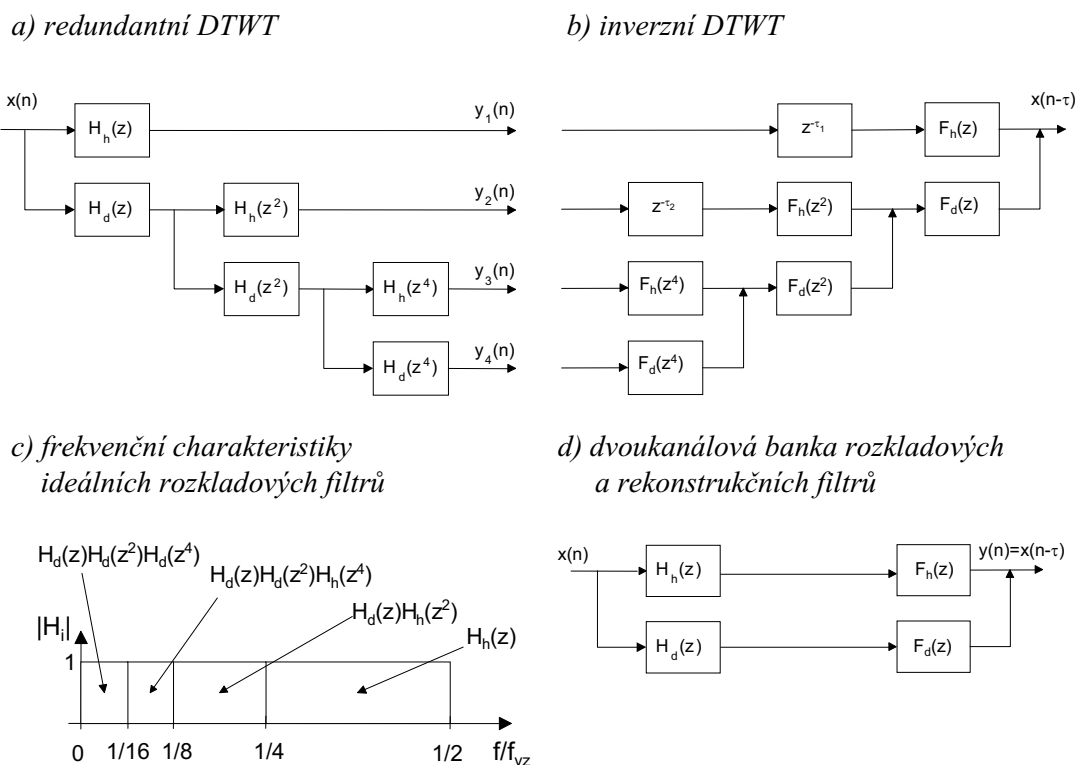 a) redundantní DTWT
x(n)
H_h(z)
y_1(n)
H_d(z)
H_h(z^2)
y_2(n)
H_d(z^2)
H_h(z^4)
y_3(n)
H_d(z^4)
y_4(n)
b) inverzní DTWT
x(n-τ)
z^-τ_1
F_h(z)
z^-τ_2
F_h(z^2)
F_d(z)
F_h(z^4)
F_d(z^2)
F_d(z^4)
c) frekvenční charakteristiky
ideálních rozkladových filtrů
H_d(z)H_d(z^2)H_d(z^4)
H_d(z)H_d(z^2)H_h(z^4)
H_d(z)H_h(z^2)
H_h(z)
|H_i|
1
0 1/16 1/8 1/4 1/2 f/f_vz
d) dvoukanálová banka rozkladových
a rekonstrukčních filtrů
x(n)
H_h(z)
F_h(z)
y(n)=x(n-τ)
H_d(z)
F_d(z)